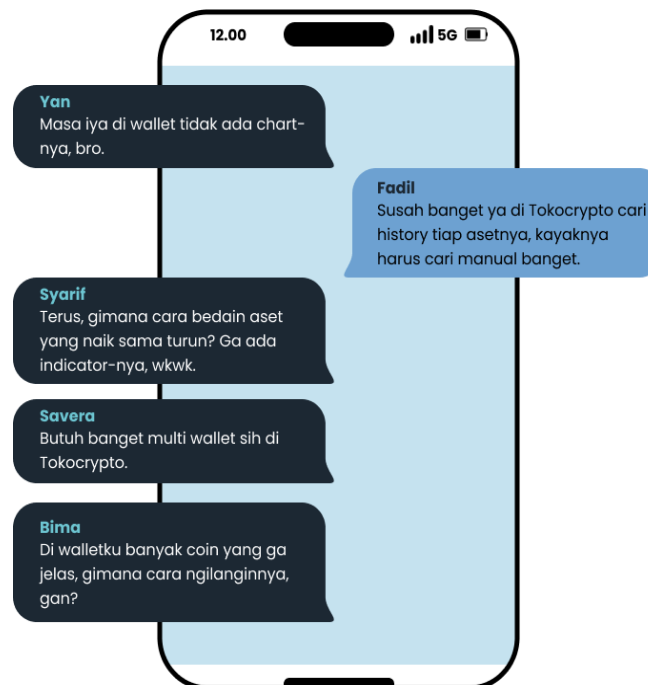 12.00
5G
Yan
Masa iya di wallet tidak ada chart-
nya, bro.
Fadil
Susah banget ya di Tokocrypto cari
history tiap asetnya, kayaknya
harus cari manual banget.
Syarif
Terus, gimana cara bedain aset
yang naik sama turun? Ga ada
indicator-nya, wkwk.
Savera
Butuh banget multi wallet sih di
Tokocrypto.
Bima
Di walletku banyak coin yang ga
jelas, gimana cara ngilanginnya,
gan?